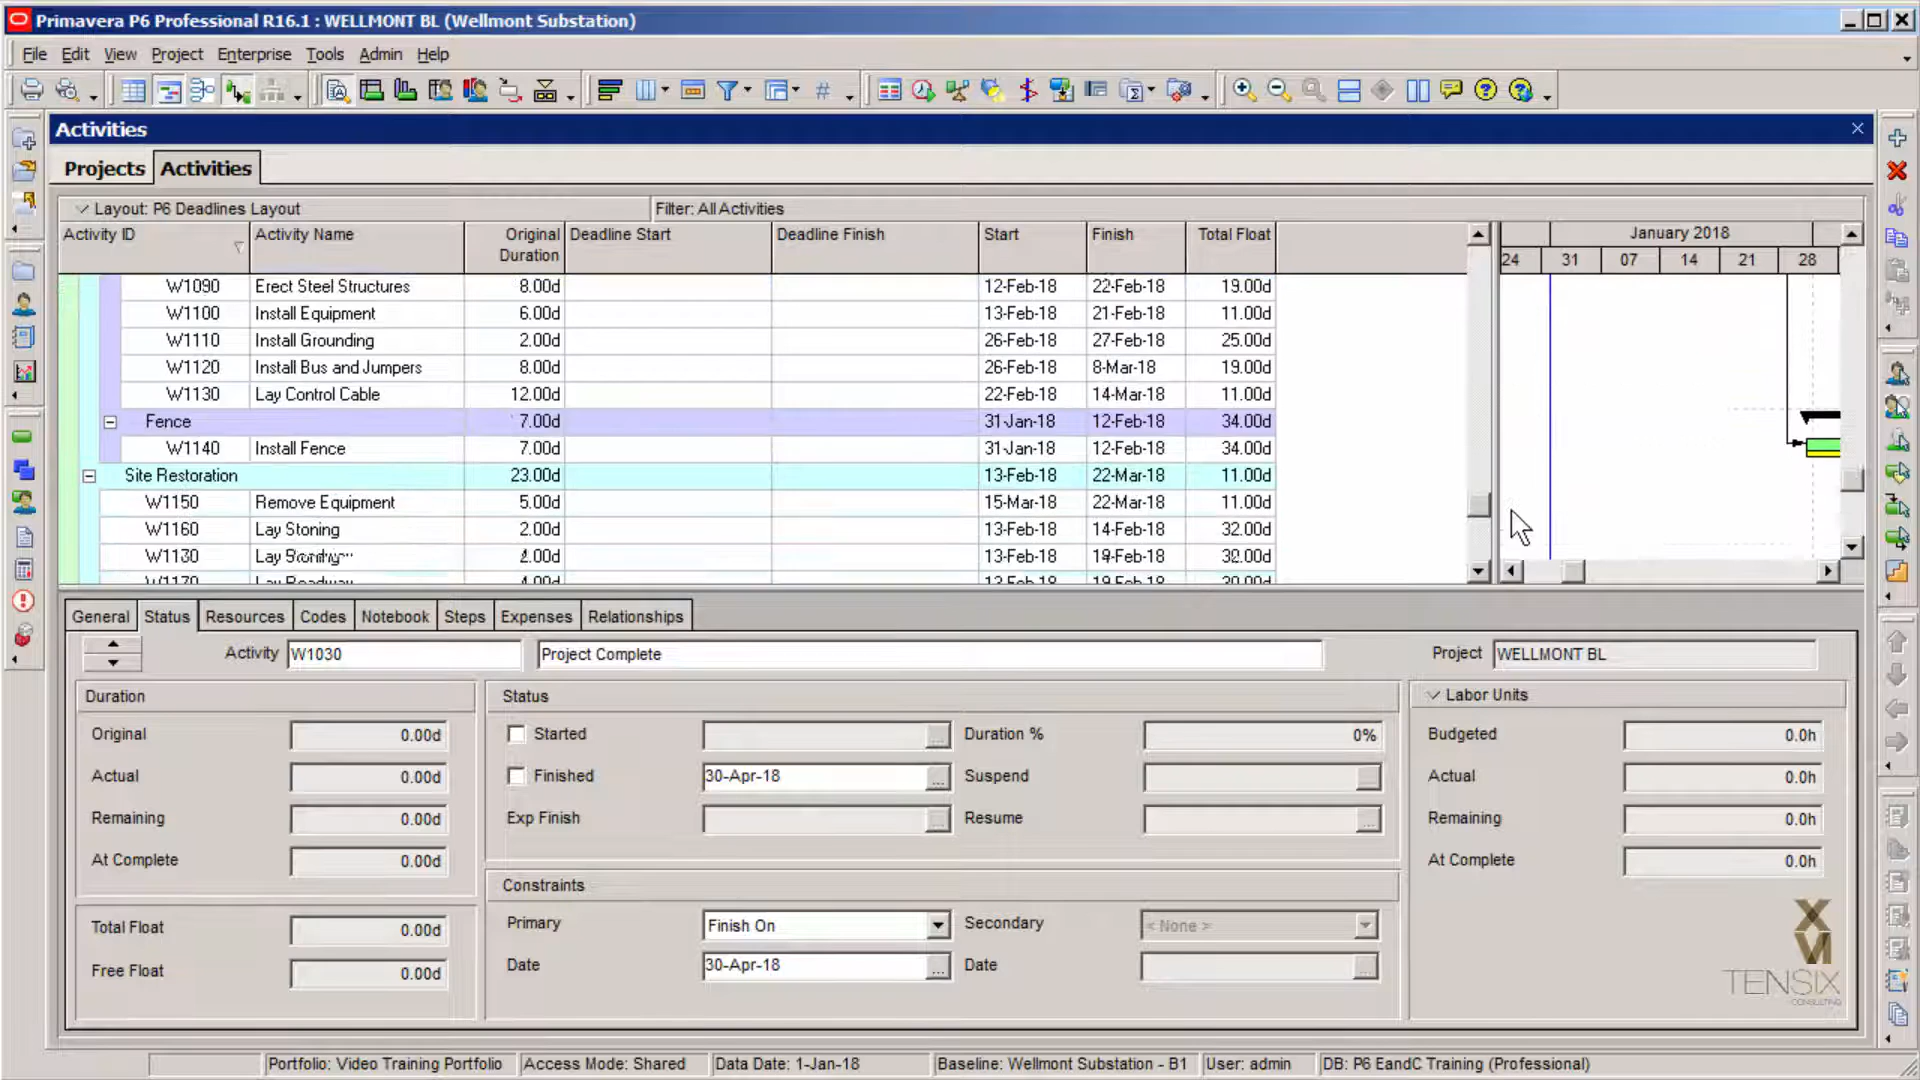 Primavera P6 Professional R16.1 : WELLMONT BL (Wellmont Substation)
File Edit View Project Enterprise Tools Admin Help
Activities
Projects Activities
Layout: P6 Deadlines Layout Filter: All Activities
Activity ID Activity Name Original Duration Deadline Start Deadline Finish Start Finish Total Float
January 2018
24 31 07 14 21 28
W1090 Erect Steel Structures 8.00d 12-Feb-18 22-Feb-18 19.00d
W1100 Install Equipment 6.00d 13-Feb-18 21-Feb-18 11.00d
W1110 Install Grounding 2.00d 26-Feb-18 27-Feb-18 25.00d
W1120 Install Bus and Jumpers 8.00d 26-Feb-18 8-Mar-18 19.00d
W1130 Lay Control Cable 12.00d 22-Feb-18 14-Mar-18 11.00d
Fence 7.00d 31-Jan-18 12-Feb-18 34.00d
W1140 Install Fence 7.00d 31-Jan-18 12-Feb-18 34.00d
Site Restoration 23.00d 13-Feb-18 22-Mar-18 11.00d
W1150 Remove Equipment 5.00d 15-Mar-18 22-Mar-18 11.00d
W1160 Lay Stoning 2.00d 13-Feb-18 14-Feb-18 32.00d
Lay 13-Feb-18 19-Feb-18
W1170 Lay Roadway 4.00d 13-Feb-18 19-Feb-18
General Status Resources Codes Notebook Steps Expenses Relationships
Activity W1030 Project Complete Project WELLMONT BL
Duration Status Labor Units
Original 0.00d Started Duration % 0% Budgeted 0.0h
Actual 0.00d Finished 30-Apr-18 Suspend Actual 0.0h
Remaining 0.00d Exp Finish Resume Remaining 0.0h
At Complete 0.00d At Complete 0.0h
Constraints
Total Float 0.00d Primary Finish On Secondary < None >
Free Float 0.00d Date 30-Apr-18 Date
TENSIX
CONSULTING
Portfolio: Video Training Portfolio Access Mode: Shared Data Date: 1-Jan-18 Baseline: Wellmont Substation - B1 User: admin DB: P6 EandC Training (Professional)